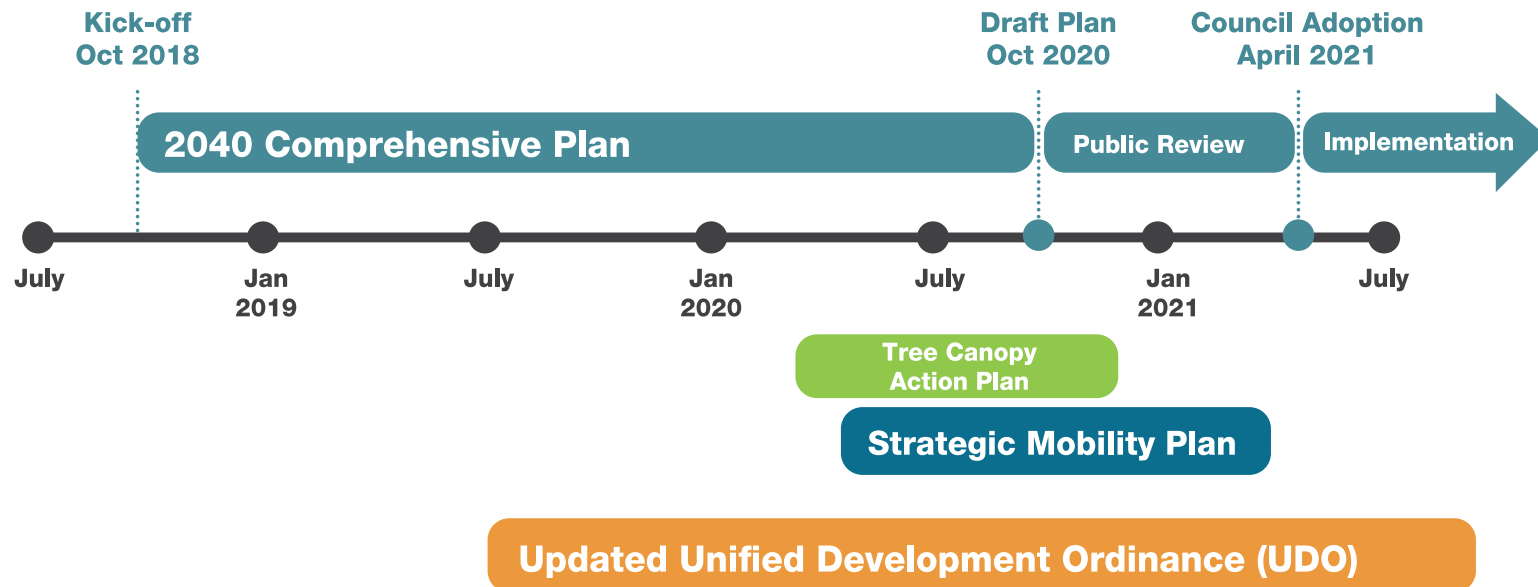 Kick-off
Oct 2018
Draft Plan
Oct 2020
Council Adoption
April 2021
2040 Comprehensive Plan
Public Review
Implementation
July
Jan
2019
July
Jan
2020
July
Jan
2021
July
Tree Canopy
Action Plan
Strategic Mobility Plan
Updated Unified Development Ordinance (UDO)